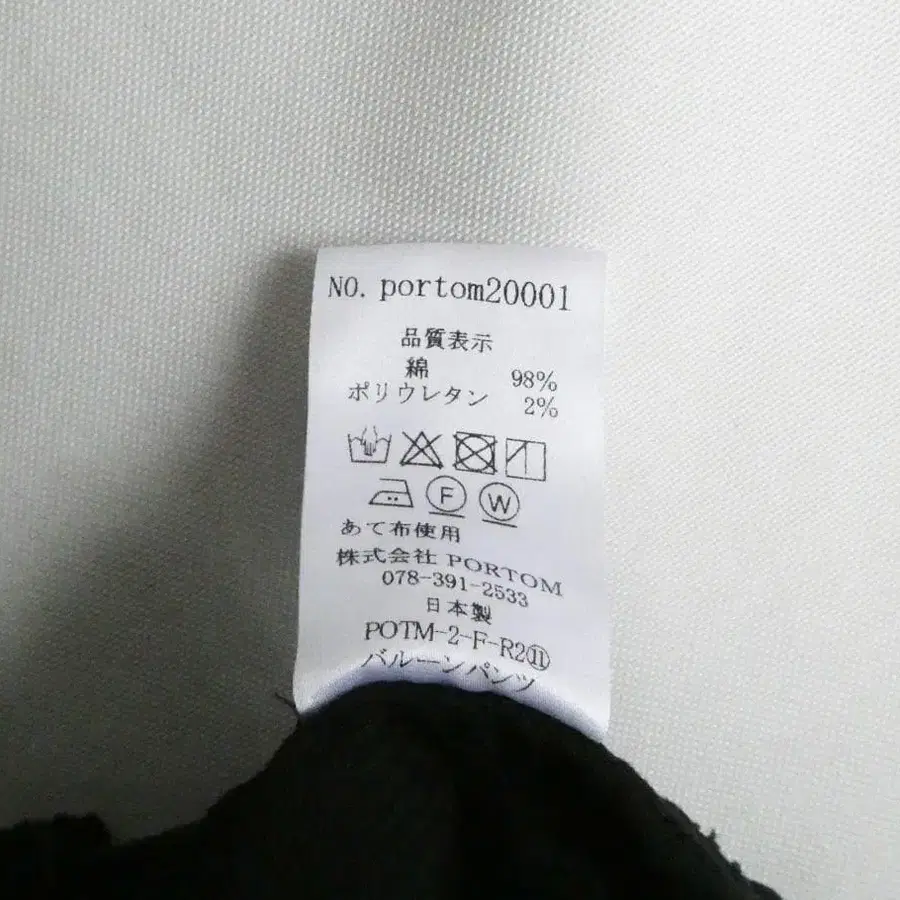 NO. portom20001
品質表示
綿 98%
ポリウレタン 2%
F W
あて布使用
株式会社 PORTOM
078-391-2533
日本製
POTM-2-F-R2⑪
バルーンパンツ